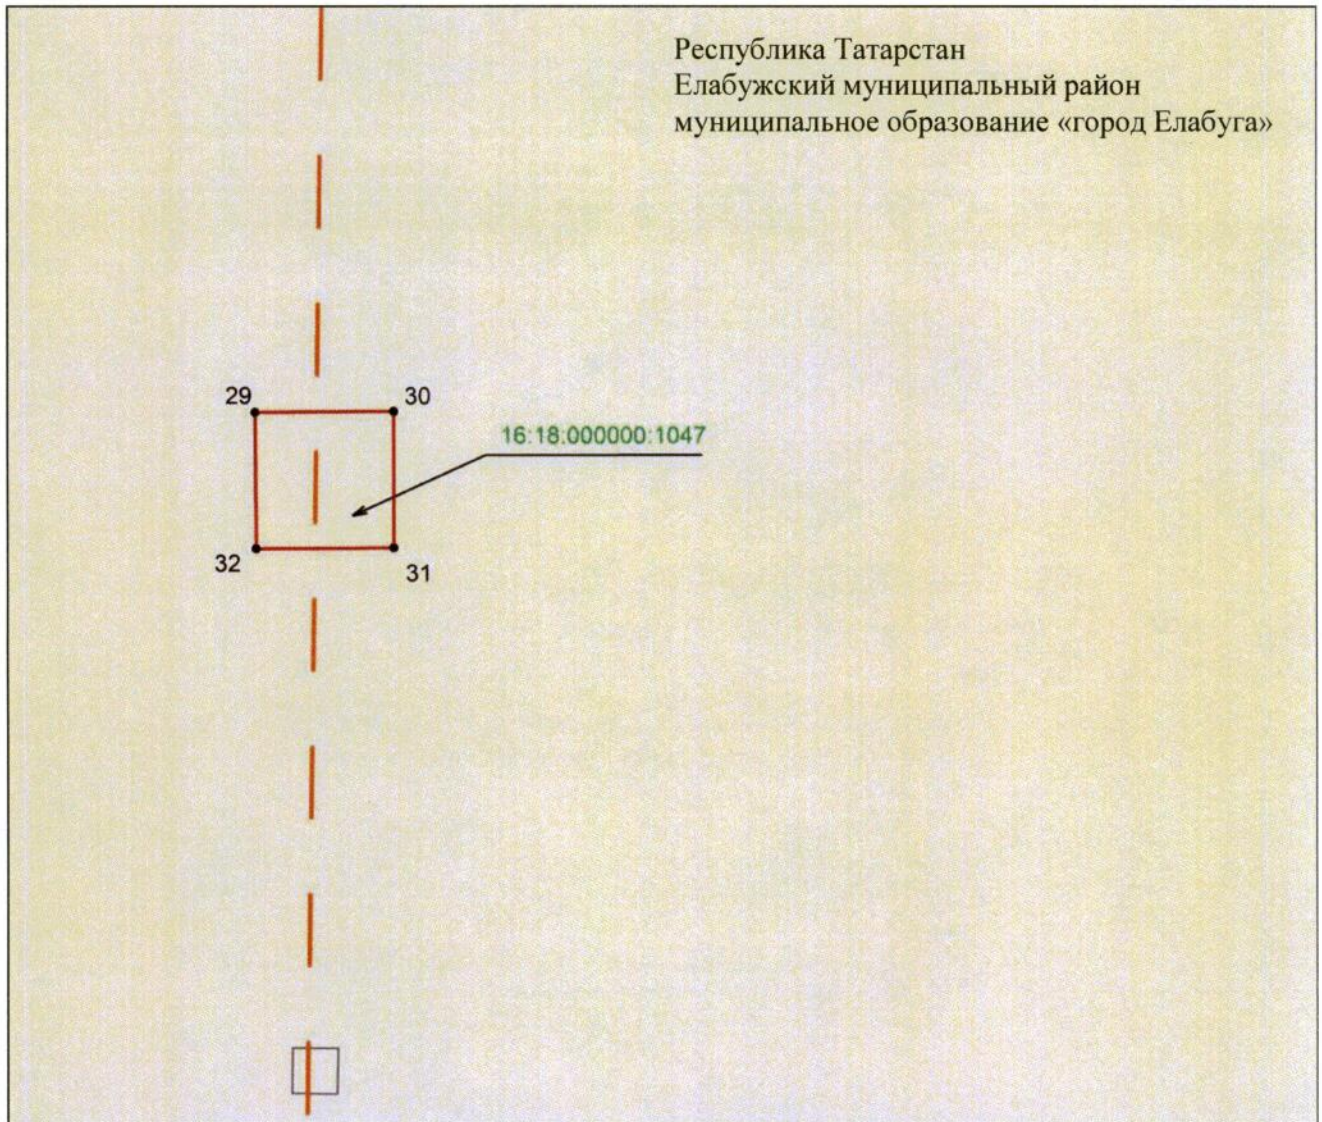 Республика Татарстан
Елабужский муниципальный район
муниципальное образование «город Елабуга»
29
30
16:18:000000:1047
32
31